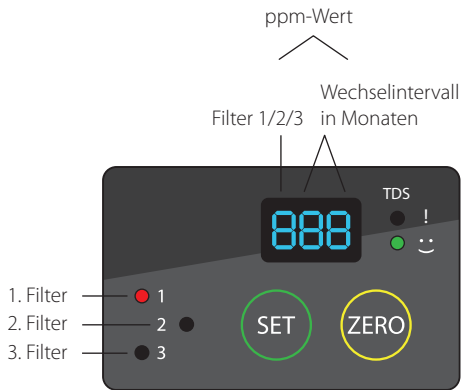 ppm-Wert
Wechselintervall
Filter 1/2/3 in Monaten
TDS
888 !
:)
1. Filter 1
2. Filter 2
3. Filter 3
SET ZERO